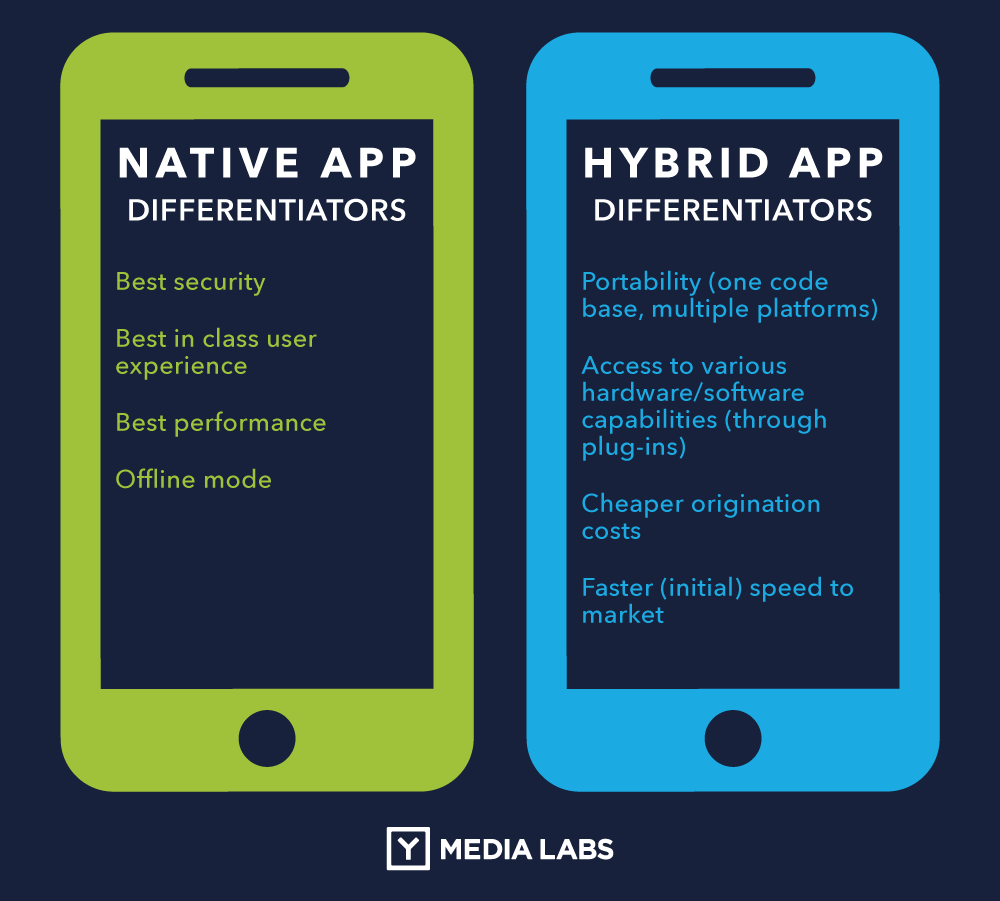 NATIVE APP
DIFFERENTIATORS
Best security
Best in class user
experience
Best performance
Offline mode
HYBRID APP
DIFFERENTIATORS
Portability (one code
base, multiple platforms)
Access to various
hardware/software
capabilities (through
plug-ins)
Cheaper origination
costs
Faster (initial) speed to
market
Y MEDIA LABS